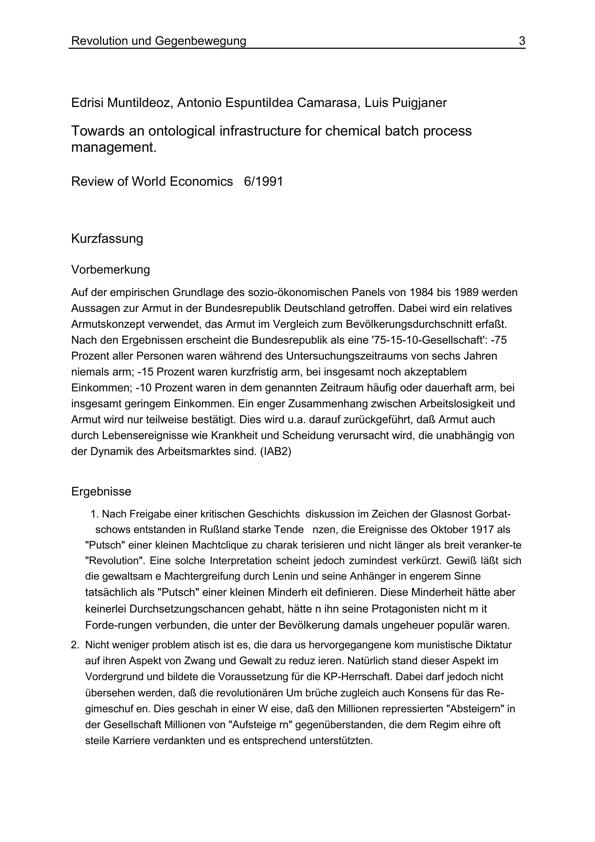 Revolution und Gegenbewegung 3
Edrisi Muntildeoz, Antonio Espuntildea Camarasa, Luis Puigjaner
Towards an ontological infrastructure for chemical batch process
management.
Review of World Economics 6/1991
Kurzfassung
Vorbemerkung
Auf der empirischen Grundlage des sozio-ökonomischen Panels von 1984 bis 1989 werden
Aussagen zur Armut in der Bundesrepublik Deutschland getroffen. Dabei wird ein relatives
Armutskonzept verwendet, das Armut im Vergleich zum Bevölkerungsdurchschnitt erfaßt.
Nach den Ergebnissen erscheint die Bundesrepublik als eine '75-15-10-Gesellschaft': -75
Prozent aller Personen waren während des Untersuchungszeitraums von sechs Jahren
niemals arm; -15 Prozent waren kurzfristig arm, bei insgesamt noch akzeptablem
Einkommen; -10 Prozent waren in dem genannten Zeitraum häufig oder dauerhaft arm, bei
insgesamt geringem Einkommen. Ein enger Zusammenhang zwischen Arbeitslosigkeit und
Armut wird nur teilweise bestätigt. Dies wird u.a. darauf zurückgeführt, daß Armut auch
durch Lebensereignisse wie Krankheit und Scheidung verursacht wird, die unabhängig von
der Dynamik des Arbeitsmarktes sind. (IAB2)
Ergebnisse
1. Nach Freigabe einer kritischen Geschichts diskussion im Zeichen der Glasnost Gorbat-
schows entstanden in Rußland starke Tende nzen, die Ereignisse des Oktober 1917 als
"Putsch" einer kleinen Machtclique zu charak terisieren und nicht länger als breit veranker-te
"Revolution". Eine solche Interpretation scheint jedoch zumindest verkürzt. Gewiß läßt sich
die gewaltsam e Machtergreifung durch Lenin und seine Anhänger in engerem Sinne
tatsächlich als "Putsch" einer kleinen Minderh eit definieren. Diese Minderheit hätte aber
keinerlei Durchsetzungschancen gehabt, hätte n ihn seine Protagonisten nicht m it
Forde-rungen verbunden, die unter der Bevölkerung damals ungeheuer populär waren.
2. Nicht weniger problem atisch ist es, die dara us hervorgegangene kom munistische Diktatur
auf ihren Aspekt von Zwang und Gewalt zu reduz ieren. Natürlich stand dieser Aspekt im
Vordergrund und bildete die Voraussetzung für die KP-Herrschaft. Dabei darf jedoch nicht
übersehen werden, daß die revolutionären Um brüche zugleich auch Konsens für das Re-
gimeschuf en. Dies geschah in einer W eise, daß den Millionen repressierten "Absteigern" in
der Gesellschaft Millionen von "Aufsteige rn" gegenüberstanden, die dem Regim eihre oft
steile Karriere verdankten und es entsprechend unterstützten.